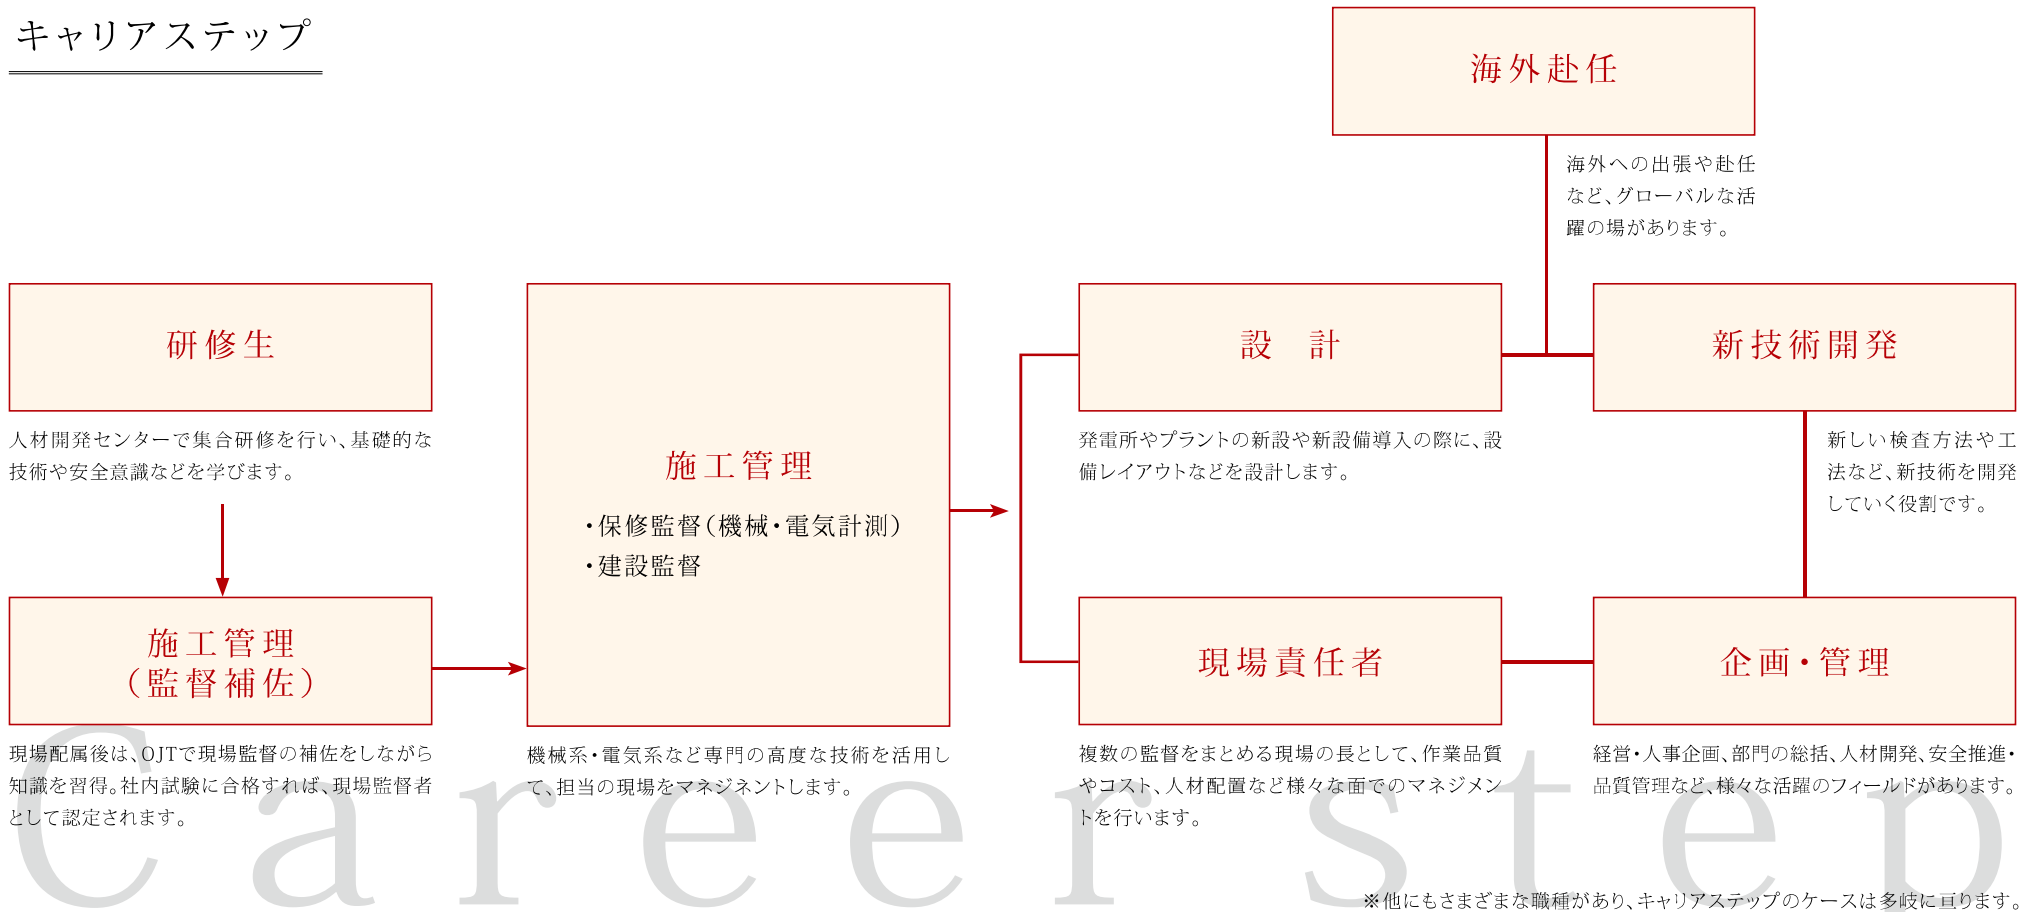 キャリアステップ
海外赴任
海外への出張や赴任
など、グローバルな活
躍の場があります。
研修生
人材開発センターで集合研修を行い、基礎的な
技術や安全意識などを学びます。
施工管理
（監督補佐）
現場配属後は、OJTで現場監督の補佐をしながら
知識を習得。社内試験に合格すれば、現場監督者
として認定されます。
施工管理
・保修監督（機械・電気計測）
・建設監督
機械系・電気系など専門の高度な技術を活用し
て、担当の現場をマネジネントします。
設　計
発電所やプラントの新設や新設備導入の際に、設
備レイアウトなどを設計します。
新技術開発
新しい検査方法や工
法など、新技術を開発
していく役割です。
現場責任者
複数の監督をまとめる現場の長として、作業品質
やコスト、人材配置など様々な面でのマネジメン
トを行います。
企画・管理
経営・人事企画、部門の総括、人材開発、安全推進・
品質管理など、様々な活躍のフィールドがあります。
Career step
※他にもさまざまな職種があり、キャリアステップのケースは多岐に亘ります。